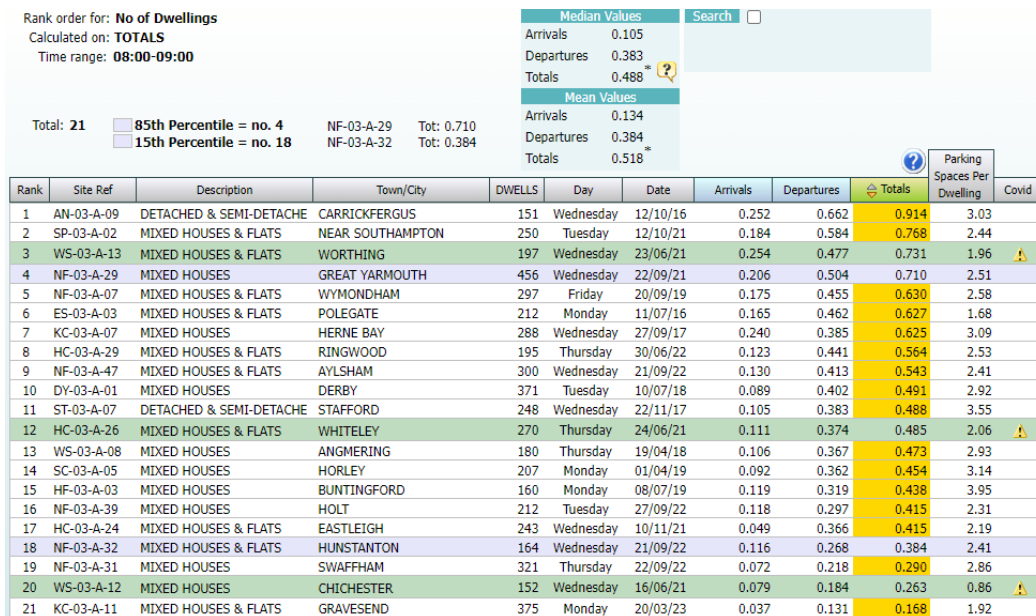 Rank order for: No of Dwellings
Calculated on: TOTALS
Time range: 08:00-09:00
Median Values
Arrivals 0.105
Departures 0.383
Totals 0.488 * ?
Mean Values
Arrivals 0.134
Departures 0.384
Totals 0.518 *
Search
Total: 21
85th Percentile = no. 4 NF-03-A-29 Tot: 0.710
15th Percentile = no. 18 NF-03-A-32 Tot: 0.384
?
Rank Site Ref Description Town/City DWELLS Day Date Arrivals Departures Totals Parking Spaces Per Dwelling Covid
1 AN-03-A-09 DETACHED & SEMI-DETACHE CARRICKFERGUS 151 Wednesday 12/10/16 0.252 0.662 0.914 3.03
2 SP-03-A-02 MIXED HOUSES & FLATS NEAR SOUTHAMPTON 250 Tuesday 12/10/21 0.184 0.584 0.768 2.44
3 WS-03-A-13 MIXED HOUSES & FLATS WORTHING 197 Wednesday 23/06/21 0.254 0.477 0.731 1.96
4 NF-03-A-29 MIXED HOUSES GREAT YARMOUTH 456 Wednesday 22/09/21 0.206 0.504 0.710 2.51
5 NF-03-A-07 MIXED HOUSES & FLATS WYMONDHAM 297 Friday 20/09/19 0.175 0.455 0.630 2.58
6 ES-03-A-03 MIXED HOUSES & FLATS POLEGATE 212 Monday 11/07/16 0.165 0.462 0.627 1.68
7 KC-03-A-07 MIXED HOUSES HERNE BAY 288 Wednesday 27/09/17 0.240 0.385 0.625 3.09
8 HC-03-A-29 MIXED HOUSES & FLATS RINGWOOD 195 Thursday 30/06/22 0.123 0.441 0.564 2.53
9 NF-03-A-47 MIXED HOUSES & FLATS AYLSHAM 300 Wednesday 21/09/22 0.130 0.413 0.543 2.41
10 DY-03-A-01 MIXED HOUSES DERBY 371 Tuesday 10/07/18 0.089 0.402 0.491 2.92
11 ST-03-A-07 DETACHED & SEMI-DETACHE STAFFORD 248 Wednesday 22/11/17 0.105 0.383 0.488 3.55
12 HC-03-A-26 MIXED HOUSES & FLATS WHITELEY 270 Thursday 24/06/21 0.111 0.374 0.485 2.06
13 WS-03-A-08 MIXED HOUSES ANGMERING 180 Thursday 19/04/18 0.106 0.367 0.473 2.93
14 SC-03-A-05 MIXED HOUSES HORLEY 207 Monday 01/04/19 0.092 0.362 0.454 3.14
15 HF-03-A-03 MIXED HOUSES BUNTINGFORD 160 Monday 08/07/19 0.119 0.319 0.438 3.95
16 NF-03-A-39 MIXED HOUSES HOLT 212 Tuesday 27/09/22 0.118 0.297 0.415 2.31
17 HC-03-A-24 MIXED HOUSES & FLATS EASTLEIGH 243 Wednesday 10/11/21 0.049 0.366 0.415 2.19
18 NF-03-A-32 MIXED HOUSES & FLATS HUNSTANTON 164 Wednesday 21/09/22 0.116 0.268 0.384 2.41
19 NF-03-A-31 MIXED HOUSES SWAFFHAM 321 Thursday 22/09/22 0.072 0.218 0.290 2.86
20 WS-03-A-12 MIXED HOUSES CHICHESTER 152 Wednesday 16/06/21 0.079 0.184 0.263 0.86
21 KC-03-A-11 MIXED HOUSES & FLATS GRAVESEND 375 Monday 20/03/23 0.037 0.131 0.168 1.92